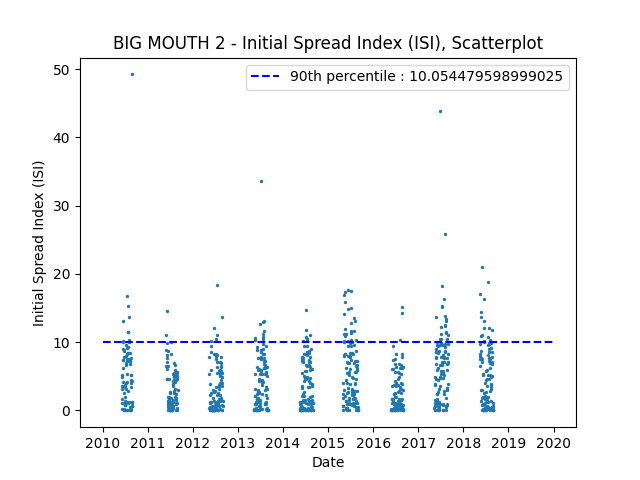 BIG MOUTH 2 - Initial Spread Index (ISI), Scatterplot
90th percentile : 10.054479598999025
50
40
30
20
10
0
Initial Spread Index (ISI)
2010 2011 2012 2013 2014 2015 2016 2017 2018 2019 2020
Date